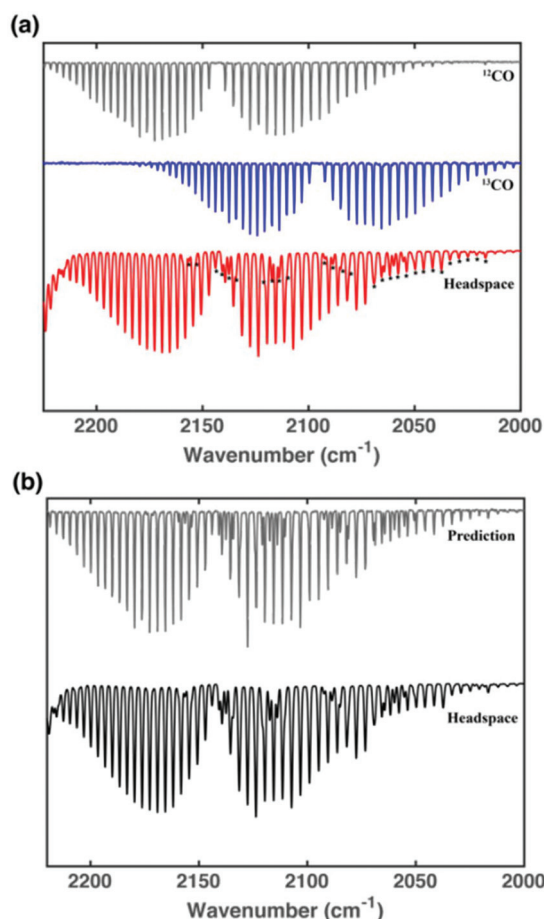 (a)
¹²CO
¹³CO
Headspace
2200 2150 2100 2050 2000
Wavenumber (cm⁻¹)
(b)
Prediction
Headspace
2200 2150 2100 2050 2000
Wavenumber (cm⁻¹)